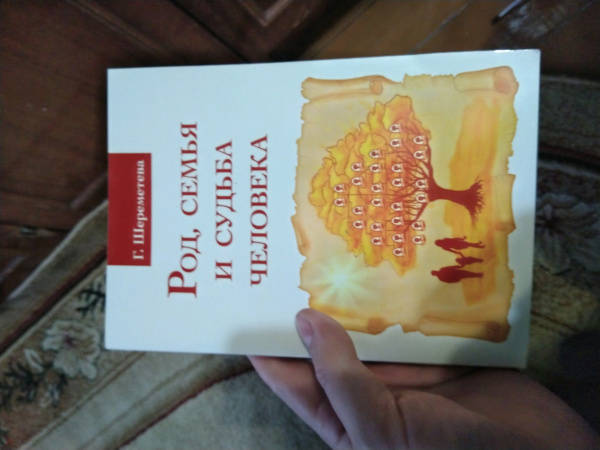 Г. Шереметева
Род, семья
и судьба
человека